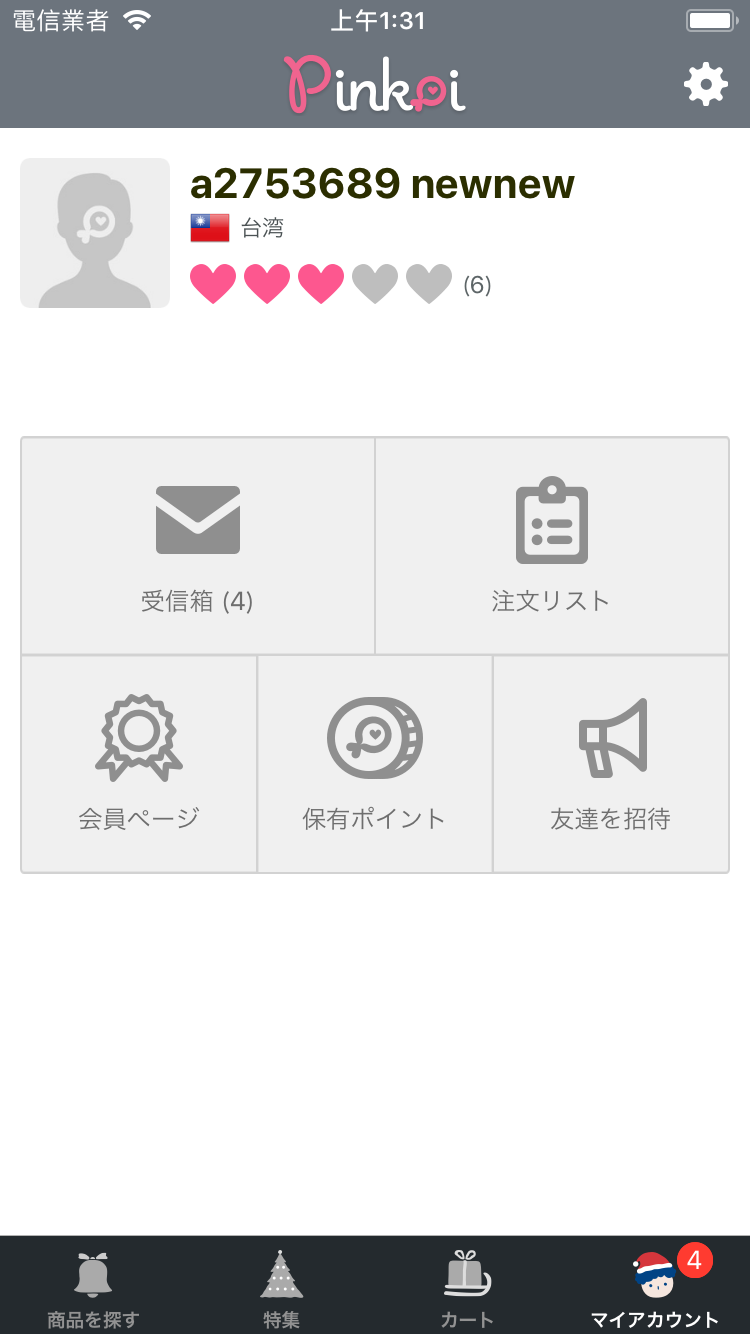 電信業者
上午1:31
Pinkoi
a2753689 newnew
台湾
(6)
受信箱 (4)
注文リスト
会員ページ
保有ポイント
友達を招待
4
商品を探す
特集
カート
マイアカウント